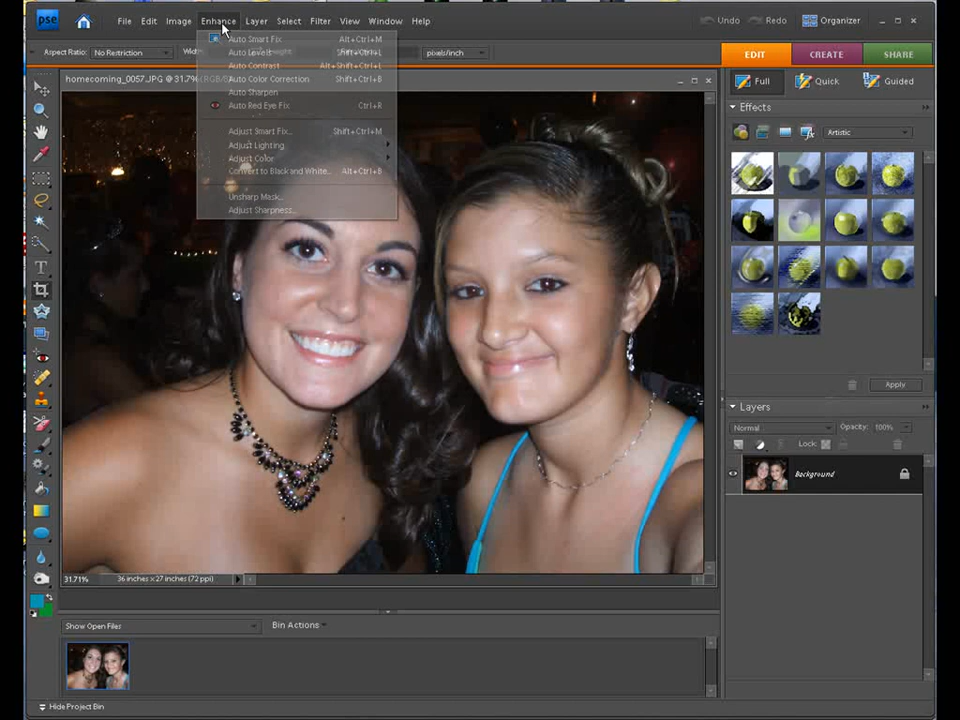 pse File Edit Image Enhance Layer Select Filter View Window Help Undo Redo Organizer
Aspect Ratio: No Restriction Width: pixels/inch
EDIT CREATE SHARE
Auto Smart Fix Alt+Ctrl+M
Auto Levels Shift+Ctrl+L
Auto Contrast Alt+Shift+Ctrl+L
Auto Color Correction Shift+Ctrl+B
Auto Sharpen
Auto Red Eye Fix Ctrl+R
Adjust Smart Fix... Shift+Ctrl+M
Adjust Lighting
Adjust Color
Convert to Black and White... Alt+Ctrl+B
Unsharp Mask...
Adjust Sharpness...
homecoming_0057.JPG @ 31.7%
Full Quick Guided
Effects
Artistic
Apply
Layers
Normal Opacity: 100%
Lock:
Background
31.71% 36 inches x 27 inches (72 ppi)
Show Open Files Bin Actions
Hide Project Bin